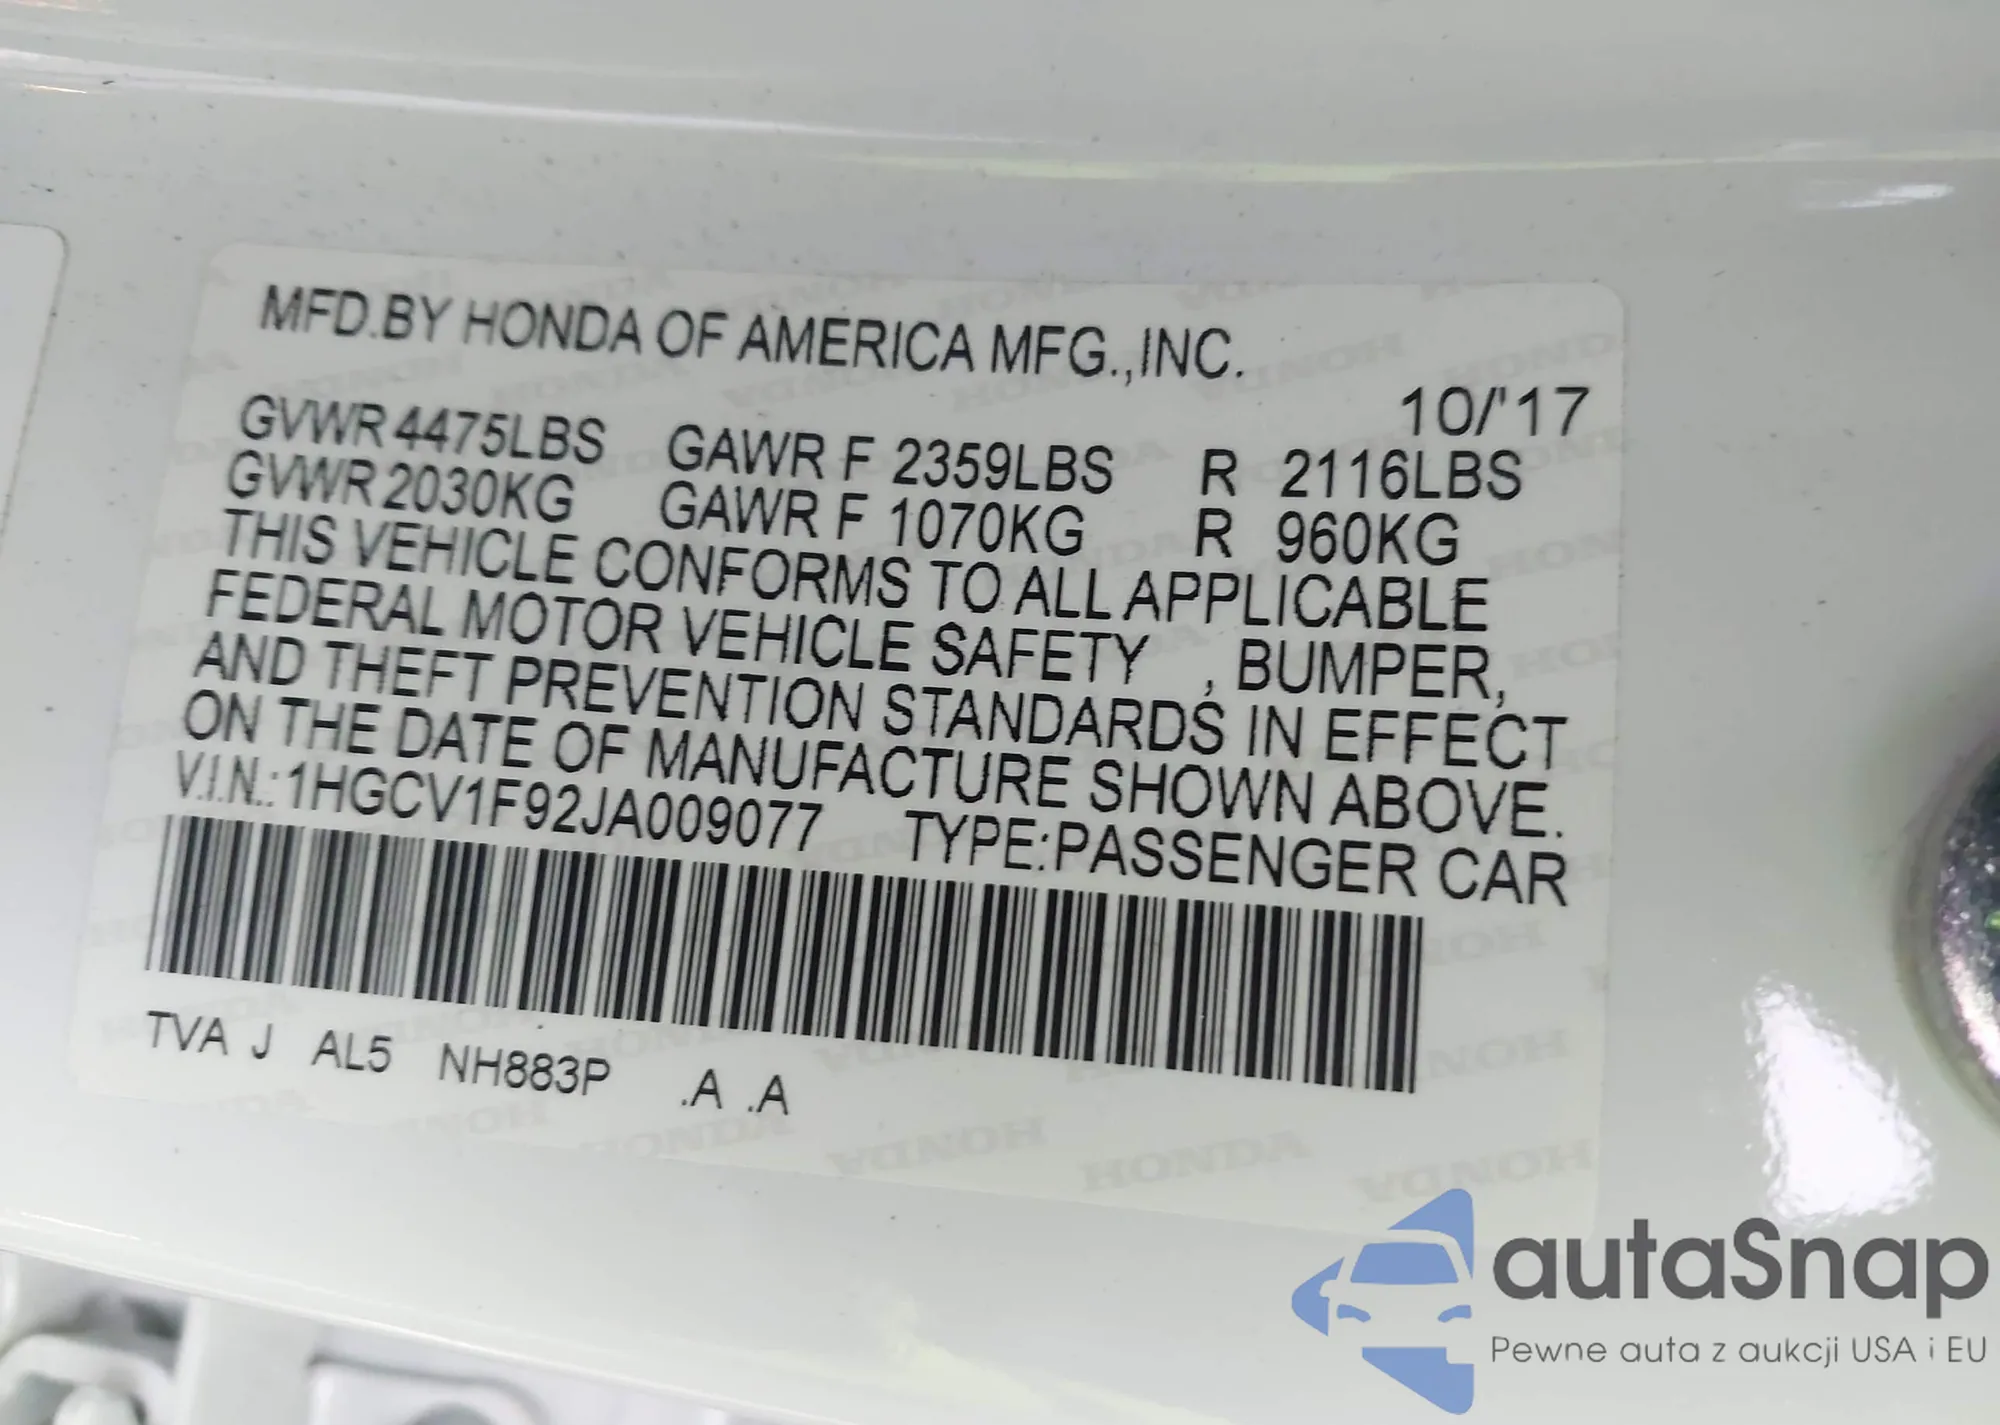 MFD.BY HONDA OF AMERICA MFG.,INC.
10/'17
GVWR 4475LBS GAWR F 2359LBS R 2116LBS
GVWR 2030KG GAWR F 1070KG R 960KG
THIS VEHICLE CONFORMS TO ALL APPLICABLE
FEDERAL MOTOR VEHICLE SAFETY , BUMPER,
AND THEFT PREVENTION STANDARDS IN EFFECT
ON THE DATE OF MANUFACTURE SHOWN ABOVE.
V.I.N.: 1HGCV1F92JA009077 TYPE:PASSENGER CAR
TVA J AL5 NH883P .A .A
autaSnap
Pewne auta z aukcji USA i EU